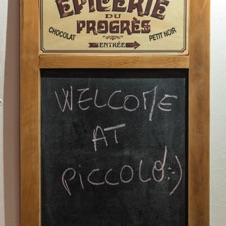 EPICERIE
DU
PROGRÈS
CHOCOLAT PETIT NOIR
ENTRÉE
WELCOME
AT
PICCOLO :)